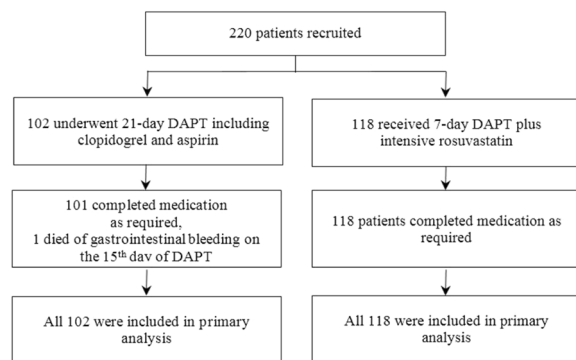 220 patients recruited
102 underwent 21-day DAPT including
clopidogrel and aspirin
118 received 7-day DAPT plus
intensive rosuvastatin
101 completed medication
as required,
1 died of gastrointestinal bleeding on
the 15th day of DAPT
118 patients completed medication as
required
All 102 were included in primary
analysis
All 118 were included in primary
analysis